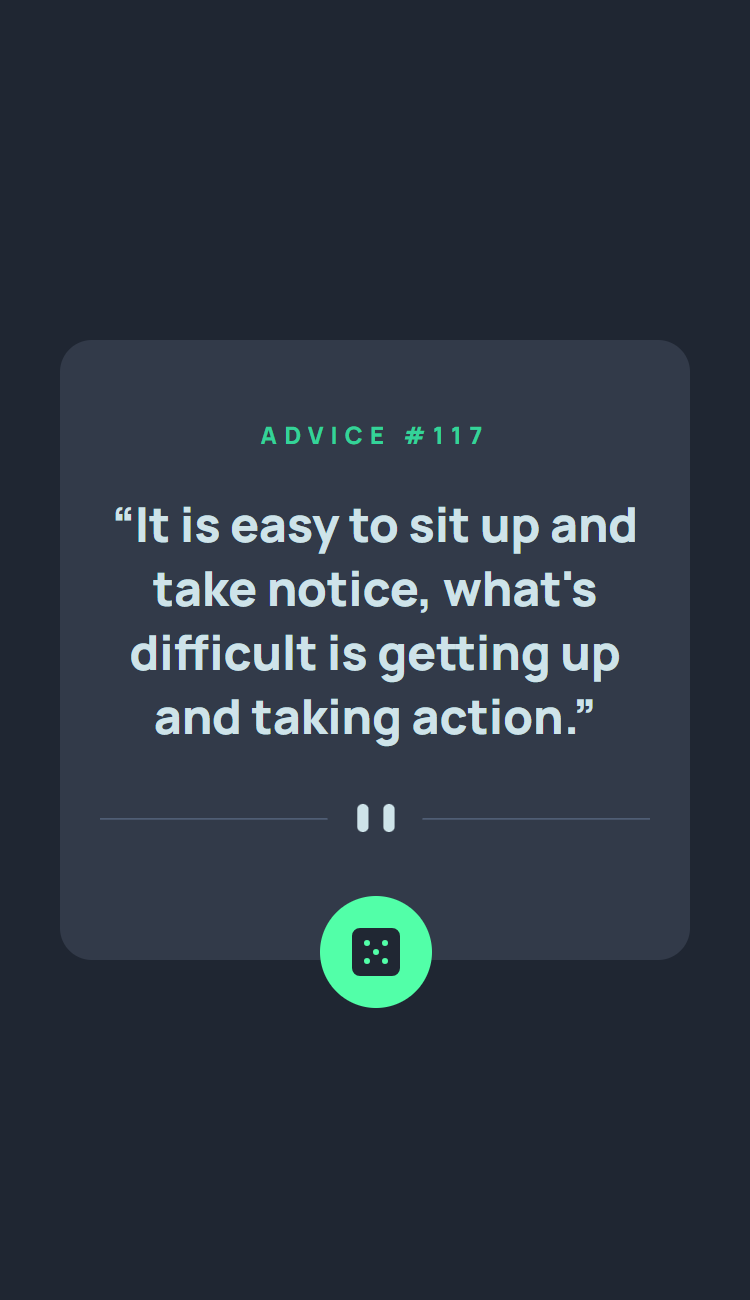 ADVICE #117
“It is easy to sit up and
take notice, what's
difficult is getting up
and taking action.”